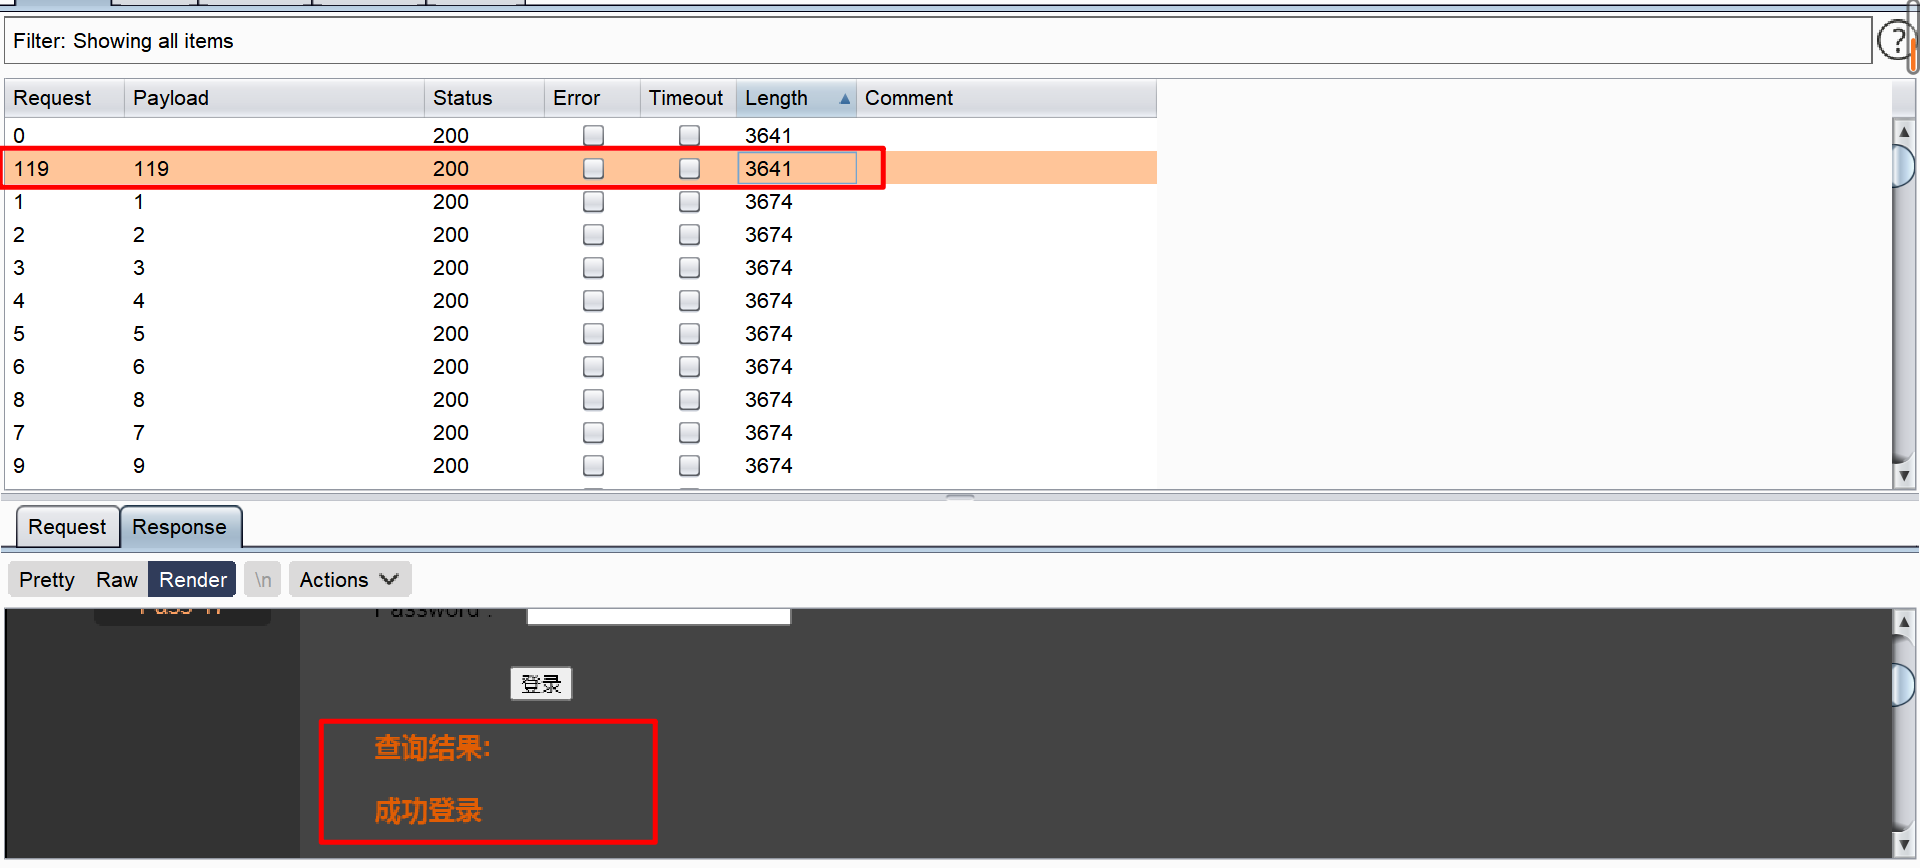 Filter: Showing all items
?
Request Payload Status Error Timeout Length Comment
0 200 3641
119 119 200 3641
1 1 200 3674
2 2 200 3674
3 3 200 3674
4 4 200 3674
5 5 200 3674
6 6 200 3674
8 8 200 3674
7 7 200 3674
9 9 200 3674
Request Response
Pretty Raw Render \n Actions
Password :
登录
查询结果:
成功登录